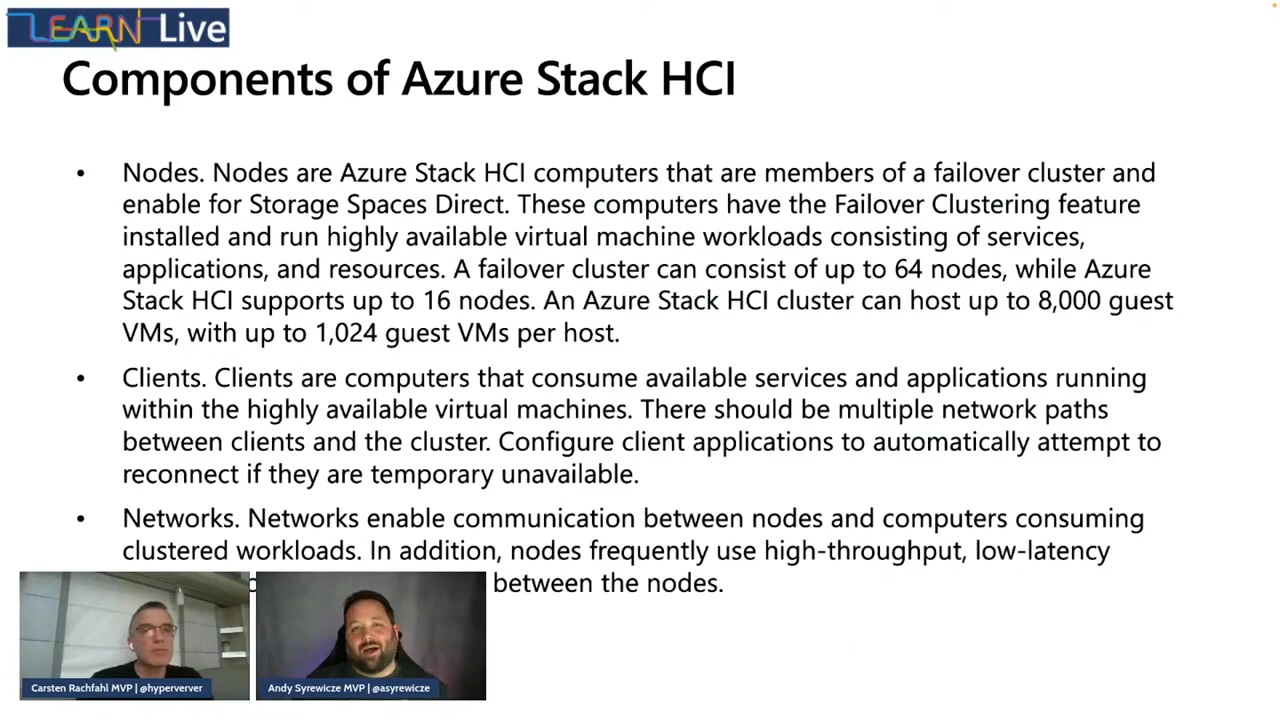 LEARN Live
Components of Azure Stack HCI
• Nodes. Nodes are Azure Stack HCI computers that are members of a failover cluster and
enable for Storage Spaces Direct. These computers have the Failover Clustering feature
installed and run highly available virtual machine workloads consisting of services,
applications, and resources. A failover cluster can consist of up to 64 nodes, while Azure
Stack HCI supports up to 16 nodes. An Azure Stack HCI cluster can host up to 8,000 guest
VMs, with up to 1,024 guest VMs per host.
• Clients. Clients are computers that consume available services and applications running
within the highly available virtual machines. There should be multiple network paths
between clients and the cluster. Configure client applications to automatically attempt to
reconnect if they are temporary unavailable.
• Networks. Networks enable communication between nodes and computers consuming
clustered workloads. In addition, nodes frequently use high-throughput, low-latency
between the nodes.
Carsten Rachfahl MVP | @hypervever
Andy Syrewicze MVP | @asyrewicze